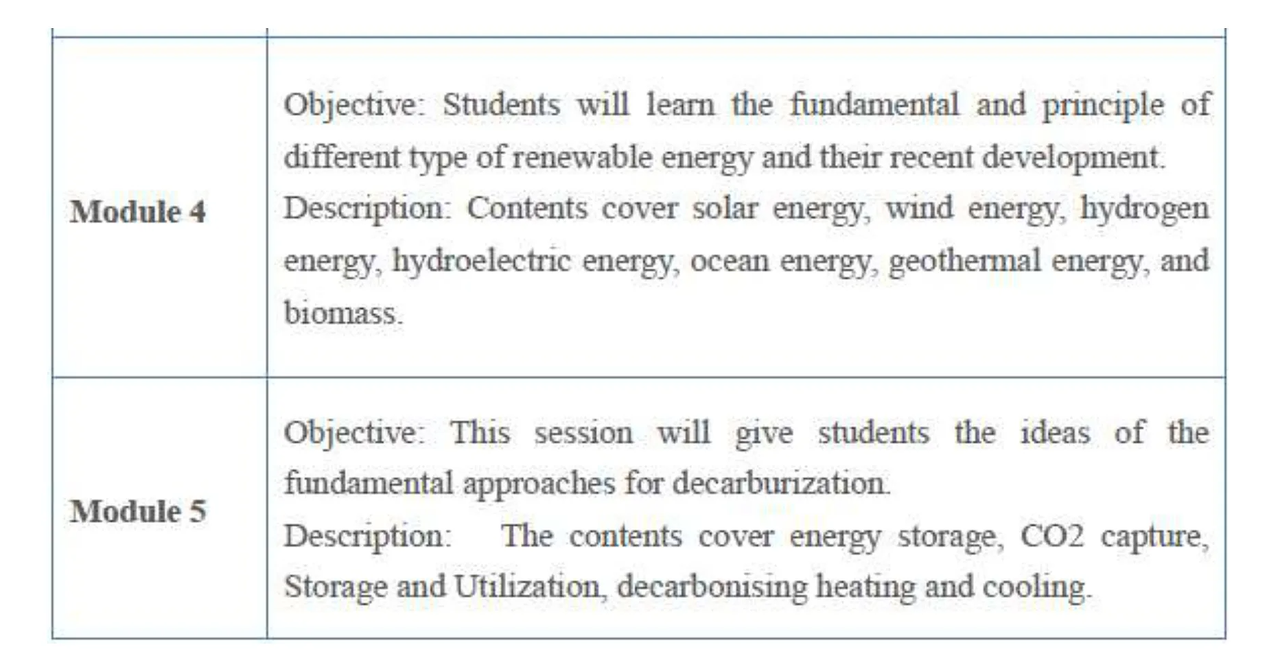 Module 4
Objective: Students will learn the fundamental and principle of
different type of renewable energy and their recent development.
Description: Contents cover solar energy, wind energy, hydrogen
energy, hydroelectric energy, ocean energy, geothermal energy, and
biomass.
Module 5
Objective: This session will give students the ideas of the
fundamental approaches for decarburization.
Description: The contents cover energy storage, CO2 capture,
Storage and Utilization, decarbonising heating and cooling.